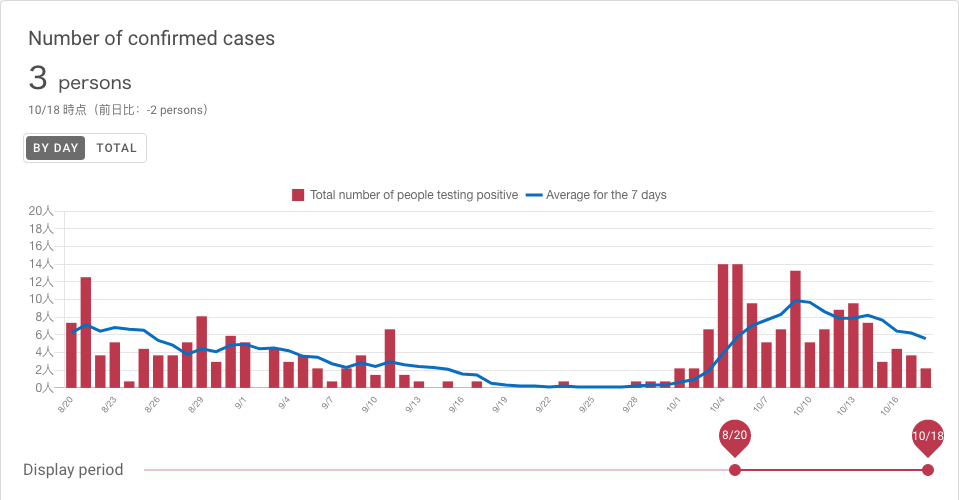 Number of confirmed cases
3 persons
10/18 時点（前日比：-2 persons）
BY DAY TOTAL
Total number of people testing positive Average for the 7 days
20人
18人
16人
14人
12人
10人
8人
6人
4人
2人
0人
8/20 8/23 8/26 8/29 9/1 9/4 9/7 9/10 9/13 9/16 9/19 9/22 9/25 9/28 10/1 10/4 10/7 10/10 10/13 10/16
8/20 10/18
Display period